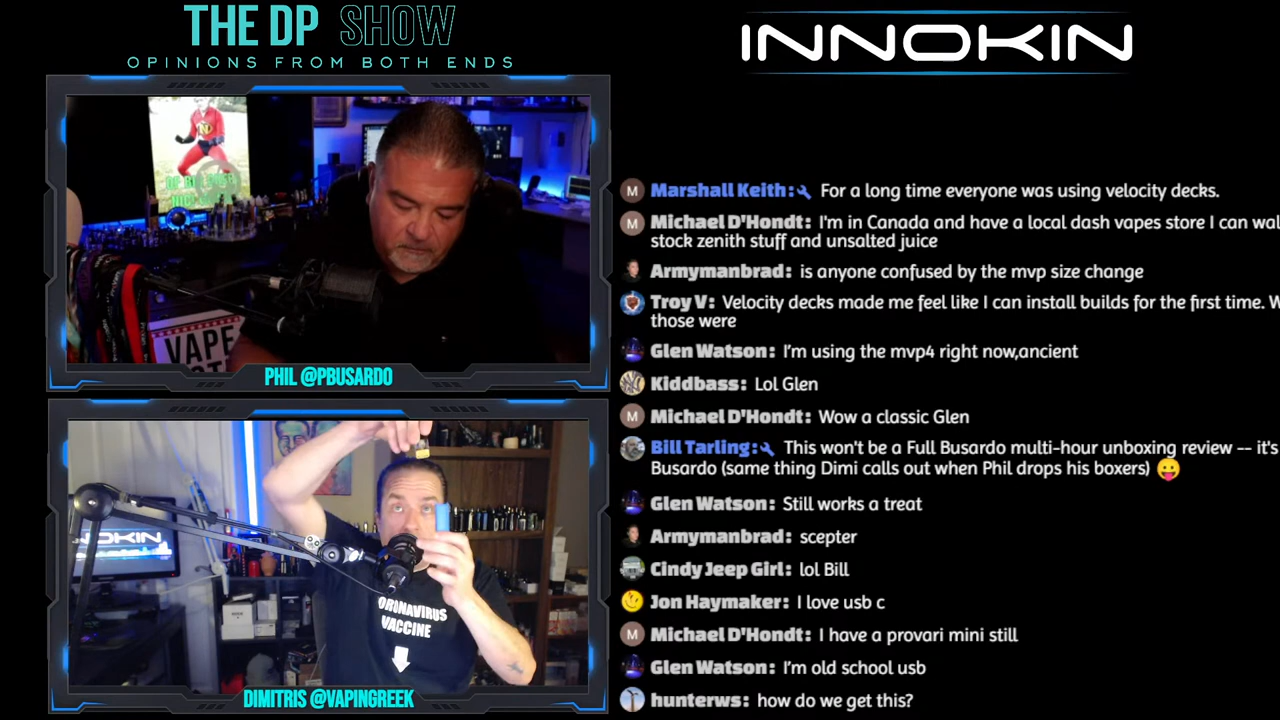 THE DP SHOW
OPINIONS FROM BOTH ENDS
INNOKIN
N
VAPE
PHIL @PBUSARDO
NOKIN
ORONAVIRUS
VACCINE
DIMITRIS @VAPINGREEK
M Marshall Keith: For a long time everyone was using velocity decks.
M Michael D'Hondt: I'm in Canada and have a local dash vapes store I can wal
stock zenith stuff and unsalted juice
Armymanbrad: is anyone confused by the mvp size change
Troy V: Velocity decks made me feel like I can install builds for the first time. W
those were
Glen Watson: I'm using the mvp4 right now,ancient
Kiddbass: Lol Glen
M Michael D'Hondt: Wow a classic Glen
Bill Tarling: This won't be a Full Busardo multi-hour unboxing review -- it's
Busardo (same thing Dimi calls out when Phil drops his boxers) 😛
Glen Watson: Still works a treat
Armymanbrad: scepter
Cindy Jeep Girl: lol Bill
Jon Haymaker: I love usb c
M Michael D'Hondt: I have a provari mini still
Glen Watson: I'm old school usb
hunterws: how do we get this?